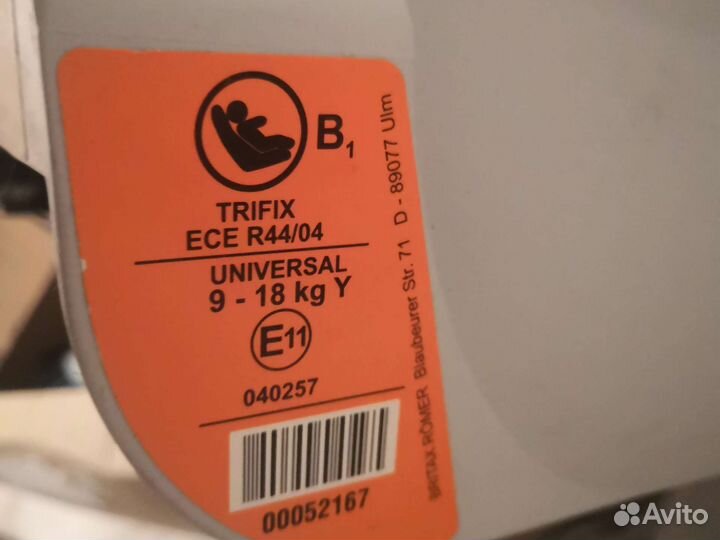 B1
TRIFIX
ECE R44/04
UNIVERSAL
9 - 18 kg Y
E11
040257
00052167
BRITAX RÖMER Blaubeurer Str. 71 D - 89077 Ulm
Avito